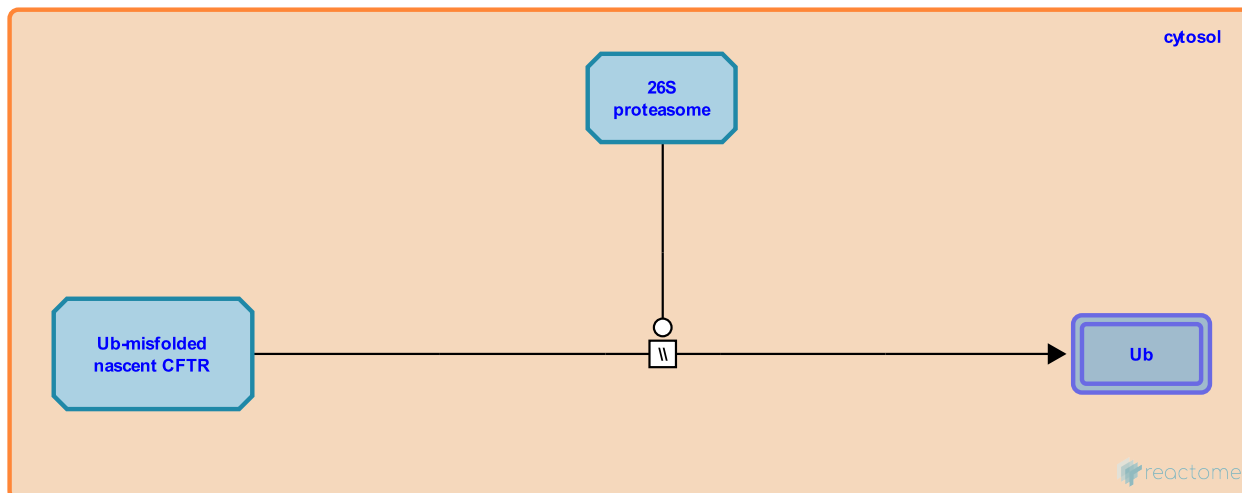 cytosol
26S
proteasome
Ub-misfolded
nascent CFTR
\\
Ub
reactome